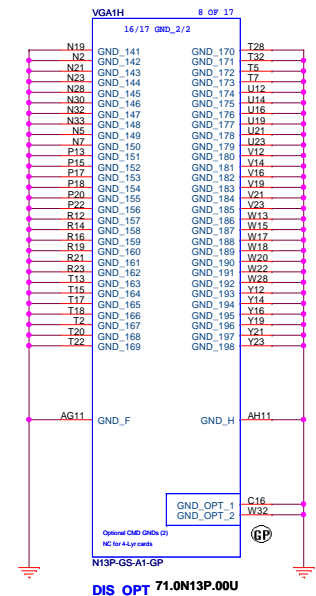 VGA1H 8 OF 17
16/17 GND_2/2
N19 GND_141 GND_170 T28
N2 GND_142 GND_171 T32
N21 GND_143 GND_172 T5
N23 GND_144 GND_173 T7
N28 GND_145 GND_174 U12
N30 GND_146 GND_175 U14
N32 GND_147 GND_176 U16
N33 GND_148 GND_177 U19
N5 GND_149 GND_178 U21
N7 GND_150 GND_179 U23
P13 GND_151 GND_180 V12
P15 GND_152 GND_181 V14
P17 GND_153 GND_182 V16
P18 GND_154 GND_183 V19
P20 GND_155 GND_184 V21
P22 GND_156 GND_185 V23
R12 GND_157 GND_186 W13
R14 GND_158 GND_187 W15
R16 GND_159 GND_188 W17
R19 GND_160 GND_189 W18
R21 GND_161 GND_190 W20
R23 GND_162 GND_191 W22
T13 GND_163 GND_192 W28
T15 GND_164 GND_193 Y12
T17 GND_165 GND_194 Y14
T18 GND_166 GND_195 Y16
T2 GND_167 GND_196 Y19
T20 GND_168 GND_197 Y21
T22 GND_169 GND_198 Y23
AG11 GND_F GND_H AH11
GND_OPT_1 C16
GND_OPT_2 W32
Optional CMD GNDs (2)
NC for 4-Lyr cards
GP
N13P-GS-A1-GP
DIS_OPT 71.0N13P.00U